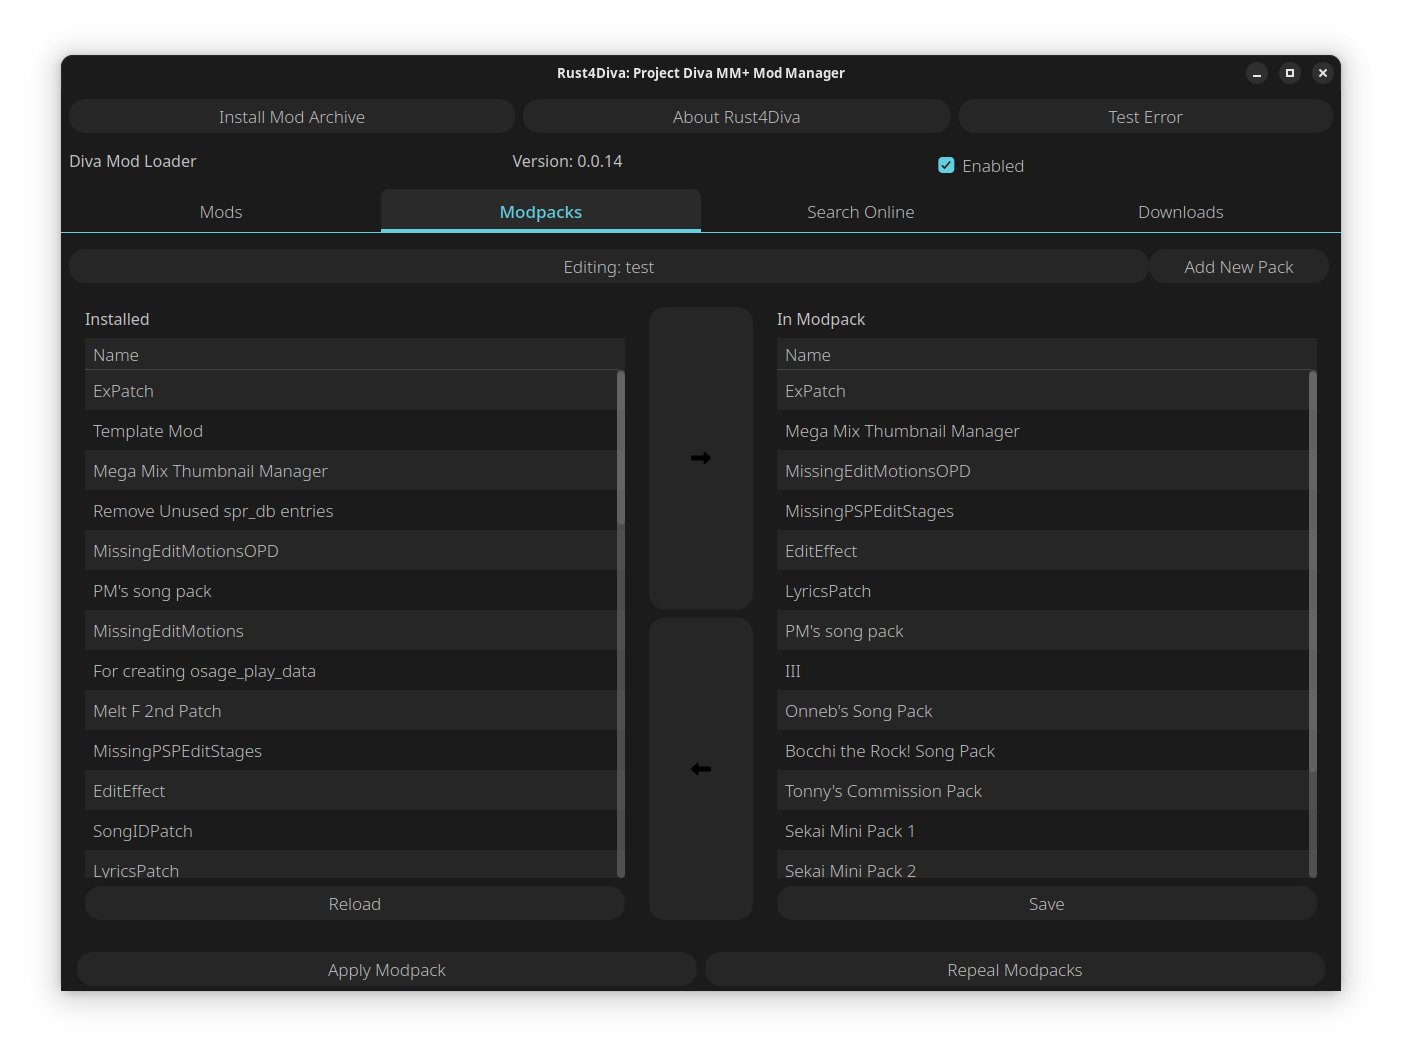 Rust4Diva: Project Diva MM+ Mod Manager
Install Mod Archive
About Rust4Diva
Test Error
Diva Mod Loader
Version: 0.0.14
Enabled
Mods
Modpacks
Search Online
Downloads
Editing: test
Add New Pack
Installed
Name
ExPatch
Template Mod
Mega Mix Thumbnail Manager
Remove Unused spr_db entries
MissingEditMotionsOPD
PM's song pack
MissingEditMotions
For creating osage_play_data
Melt F 2nd Patch
MissingPSPEditStages
EditEffect
SongIDPatch
LyricsPatch
Reload
In Modpack
Name
ExPatch
Mega Mix Thumbnail Manager
MissingEditMotionsOPD
MissingPSPEditStages
EditEffect
LyricsPatch
PM's song pack
III
Onneb's Song Pack
Bocchi the Rock! Song Pack
Tonny's Commission Pack
Sekai Mini Pack 1
Sekai Mini Pack 2
Save
Apply Modpack
Repeal Modpacks